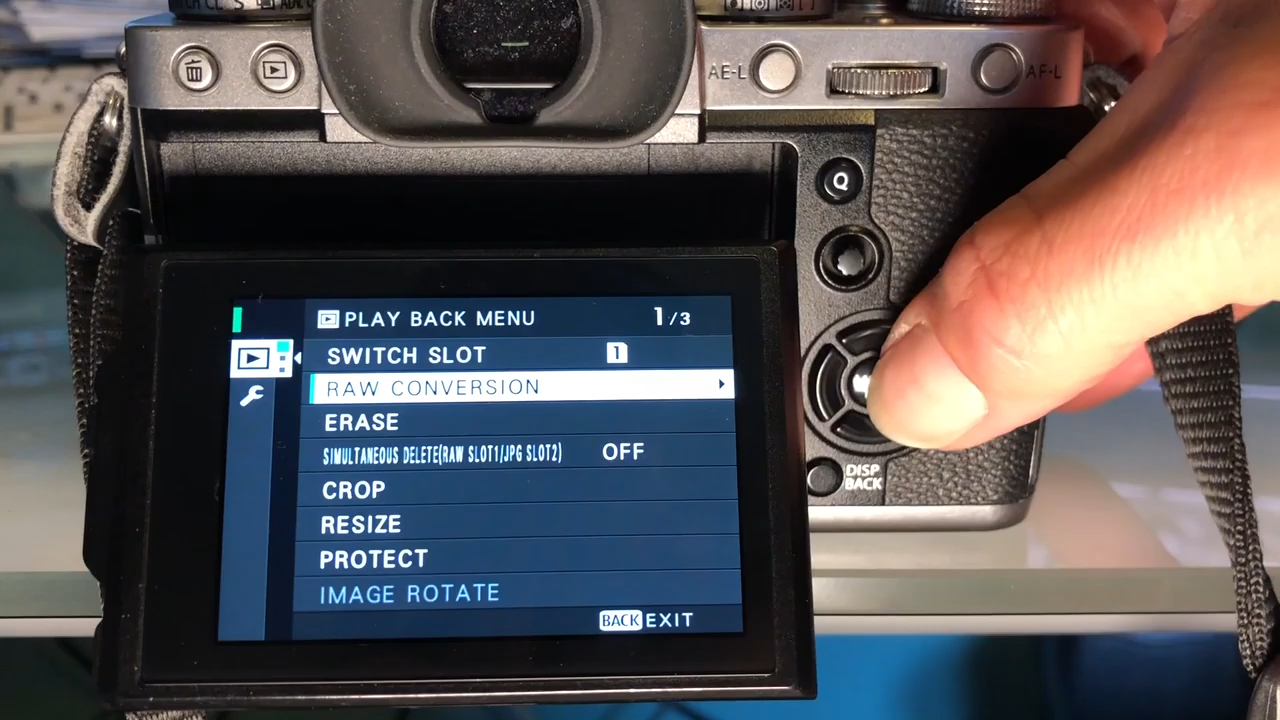 AE-L
AF-L
Q
PLAY BACK MENU 1/3
SWITCH SLOT 1
RAW CONVERSION
ERASE
SIMULTANEOUS DELETE(RAW SLOT1/JPG SLOT2) OFF
CROP
RESIZE
PROTECT
IMAGE ROTATE
BACK EXIT
DISP
BACK